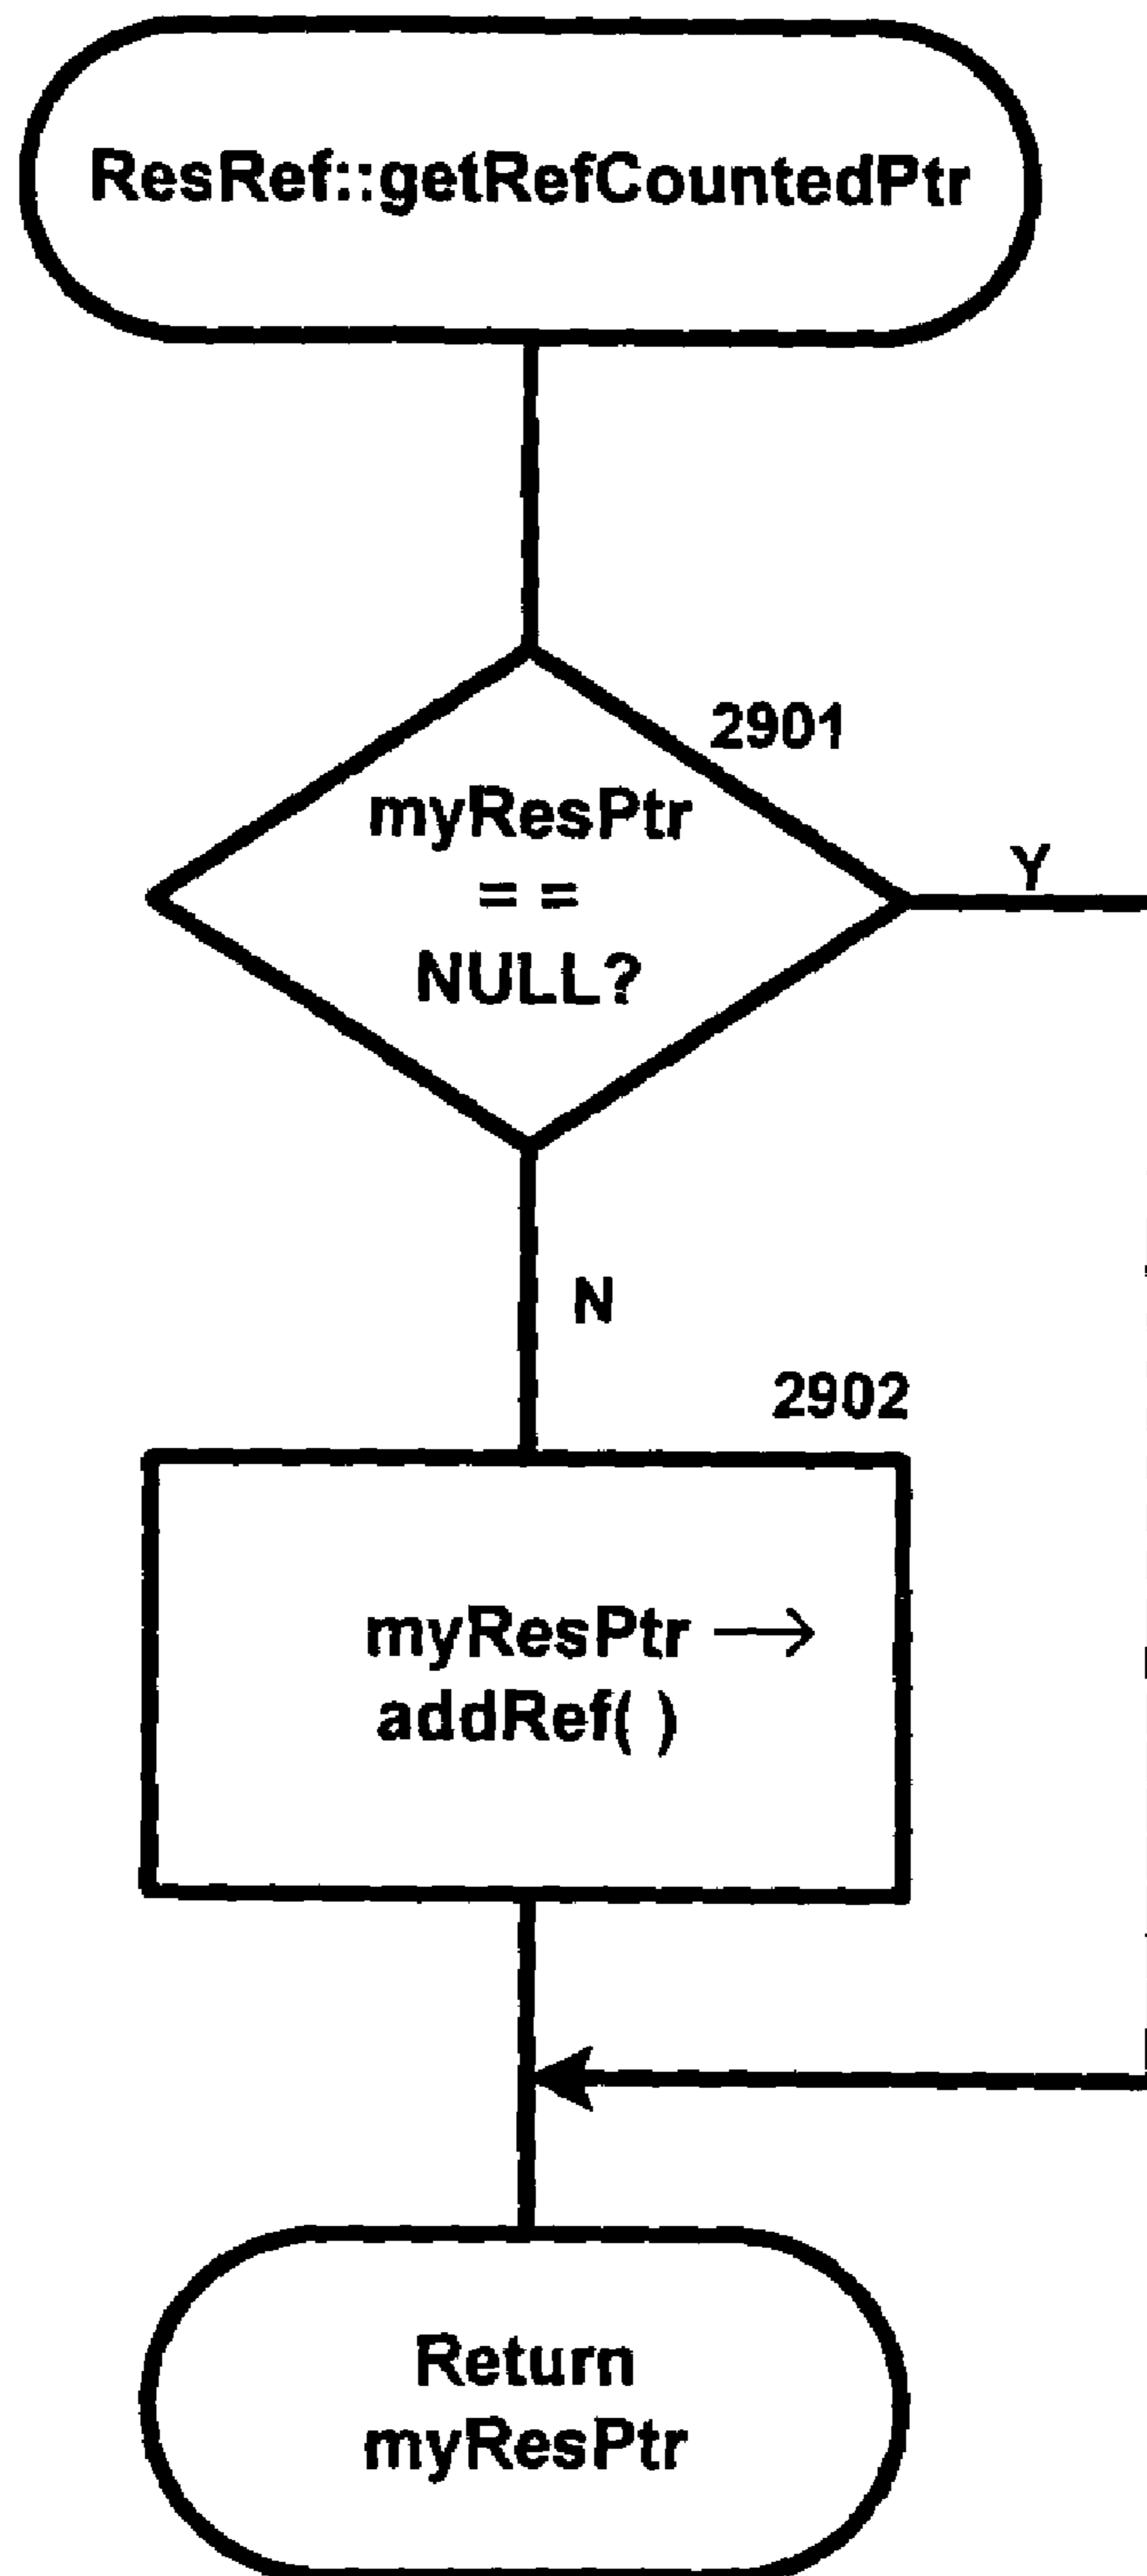 ResRef::getRefCountedPtr
2901
myResPtr
= =
NULL?
Y
N
2902
myResPtr →
addRef( )
Return
myResPtr